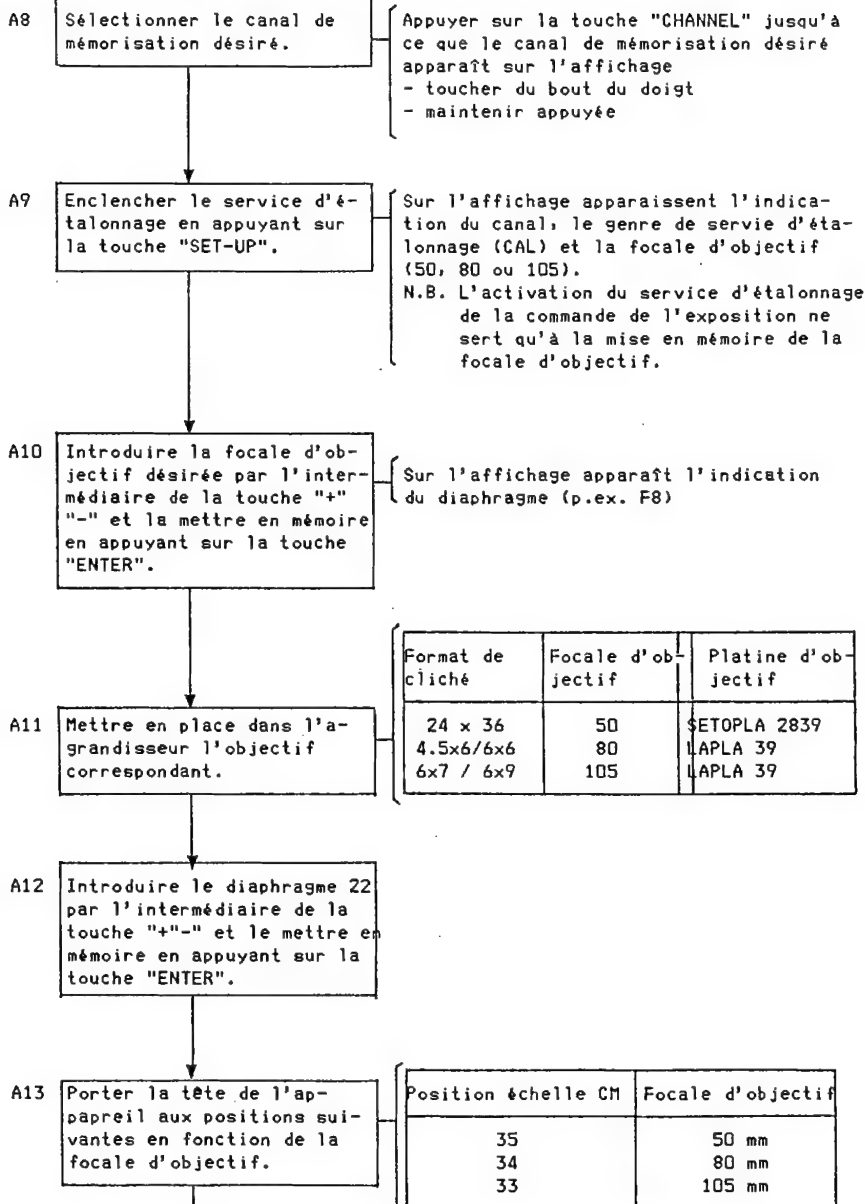 A8
Sélectionner le canal de
mémorisation désiré.
Appuyer sur la touche "CHANNEL" jusqu'à
ce que le canal de mémorisation désiré
apparaît sur l'affichage
- toucher du bout du doigt
- maintenir appuyée
A9
Enclencher le service d'é-
talonnage en appuyant sur
la touche "SET-UP".
Sur l'affichage apparaissent l'indica-
tion du canal, le genre de servie d'éta-
lonnage (CAL) et la focale d'objectif
(50, 80 ou 105).
N.B. L'activation du service d'étalonnage
de la commande de l'exposition ne
sert qu'à la mise en mémoire de la
focale d'objectif.
A10
Introduire la focale d'ob-
jectif désirée par l'inter-
médiaire de la touche "+"
"-" et la mettre en mémoire
en appuyant sur la touche
"ENTER".
Sur l'affichage apparaît l'indication
du diaphragme (p.ex. F8)
A11
Mettre en place dans l'a-
grandisseur l'objectif
correspondant.
Format de Focale d'ob- Platine d'ob-
cliché jectif jectif
24 x 36 50 SETOPLA 2839
4.5x6/6x6 80 LAPLA 39
6x7 / 6x9 105 LAPLA 39
A12
Introduire le diaphragme 22
par l'intermédiaire de la
touche "+"-" et le mettre en
mémoire en appuyant sur la
touche "ENTER".
A13
Porter la tête de l'ap-
papreil aux positions sui-
vantes en fonction de la
focale d'objectif.
Position échelle CM Focale d'objectif
35 50 mm
34 80 mm
33 105 mm